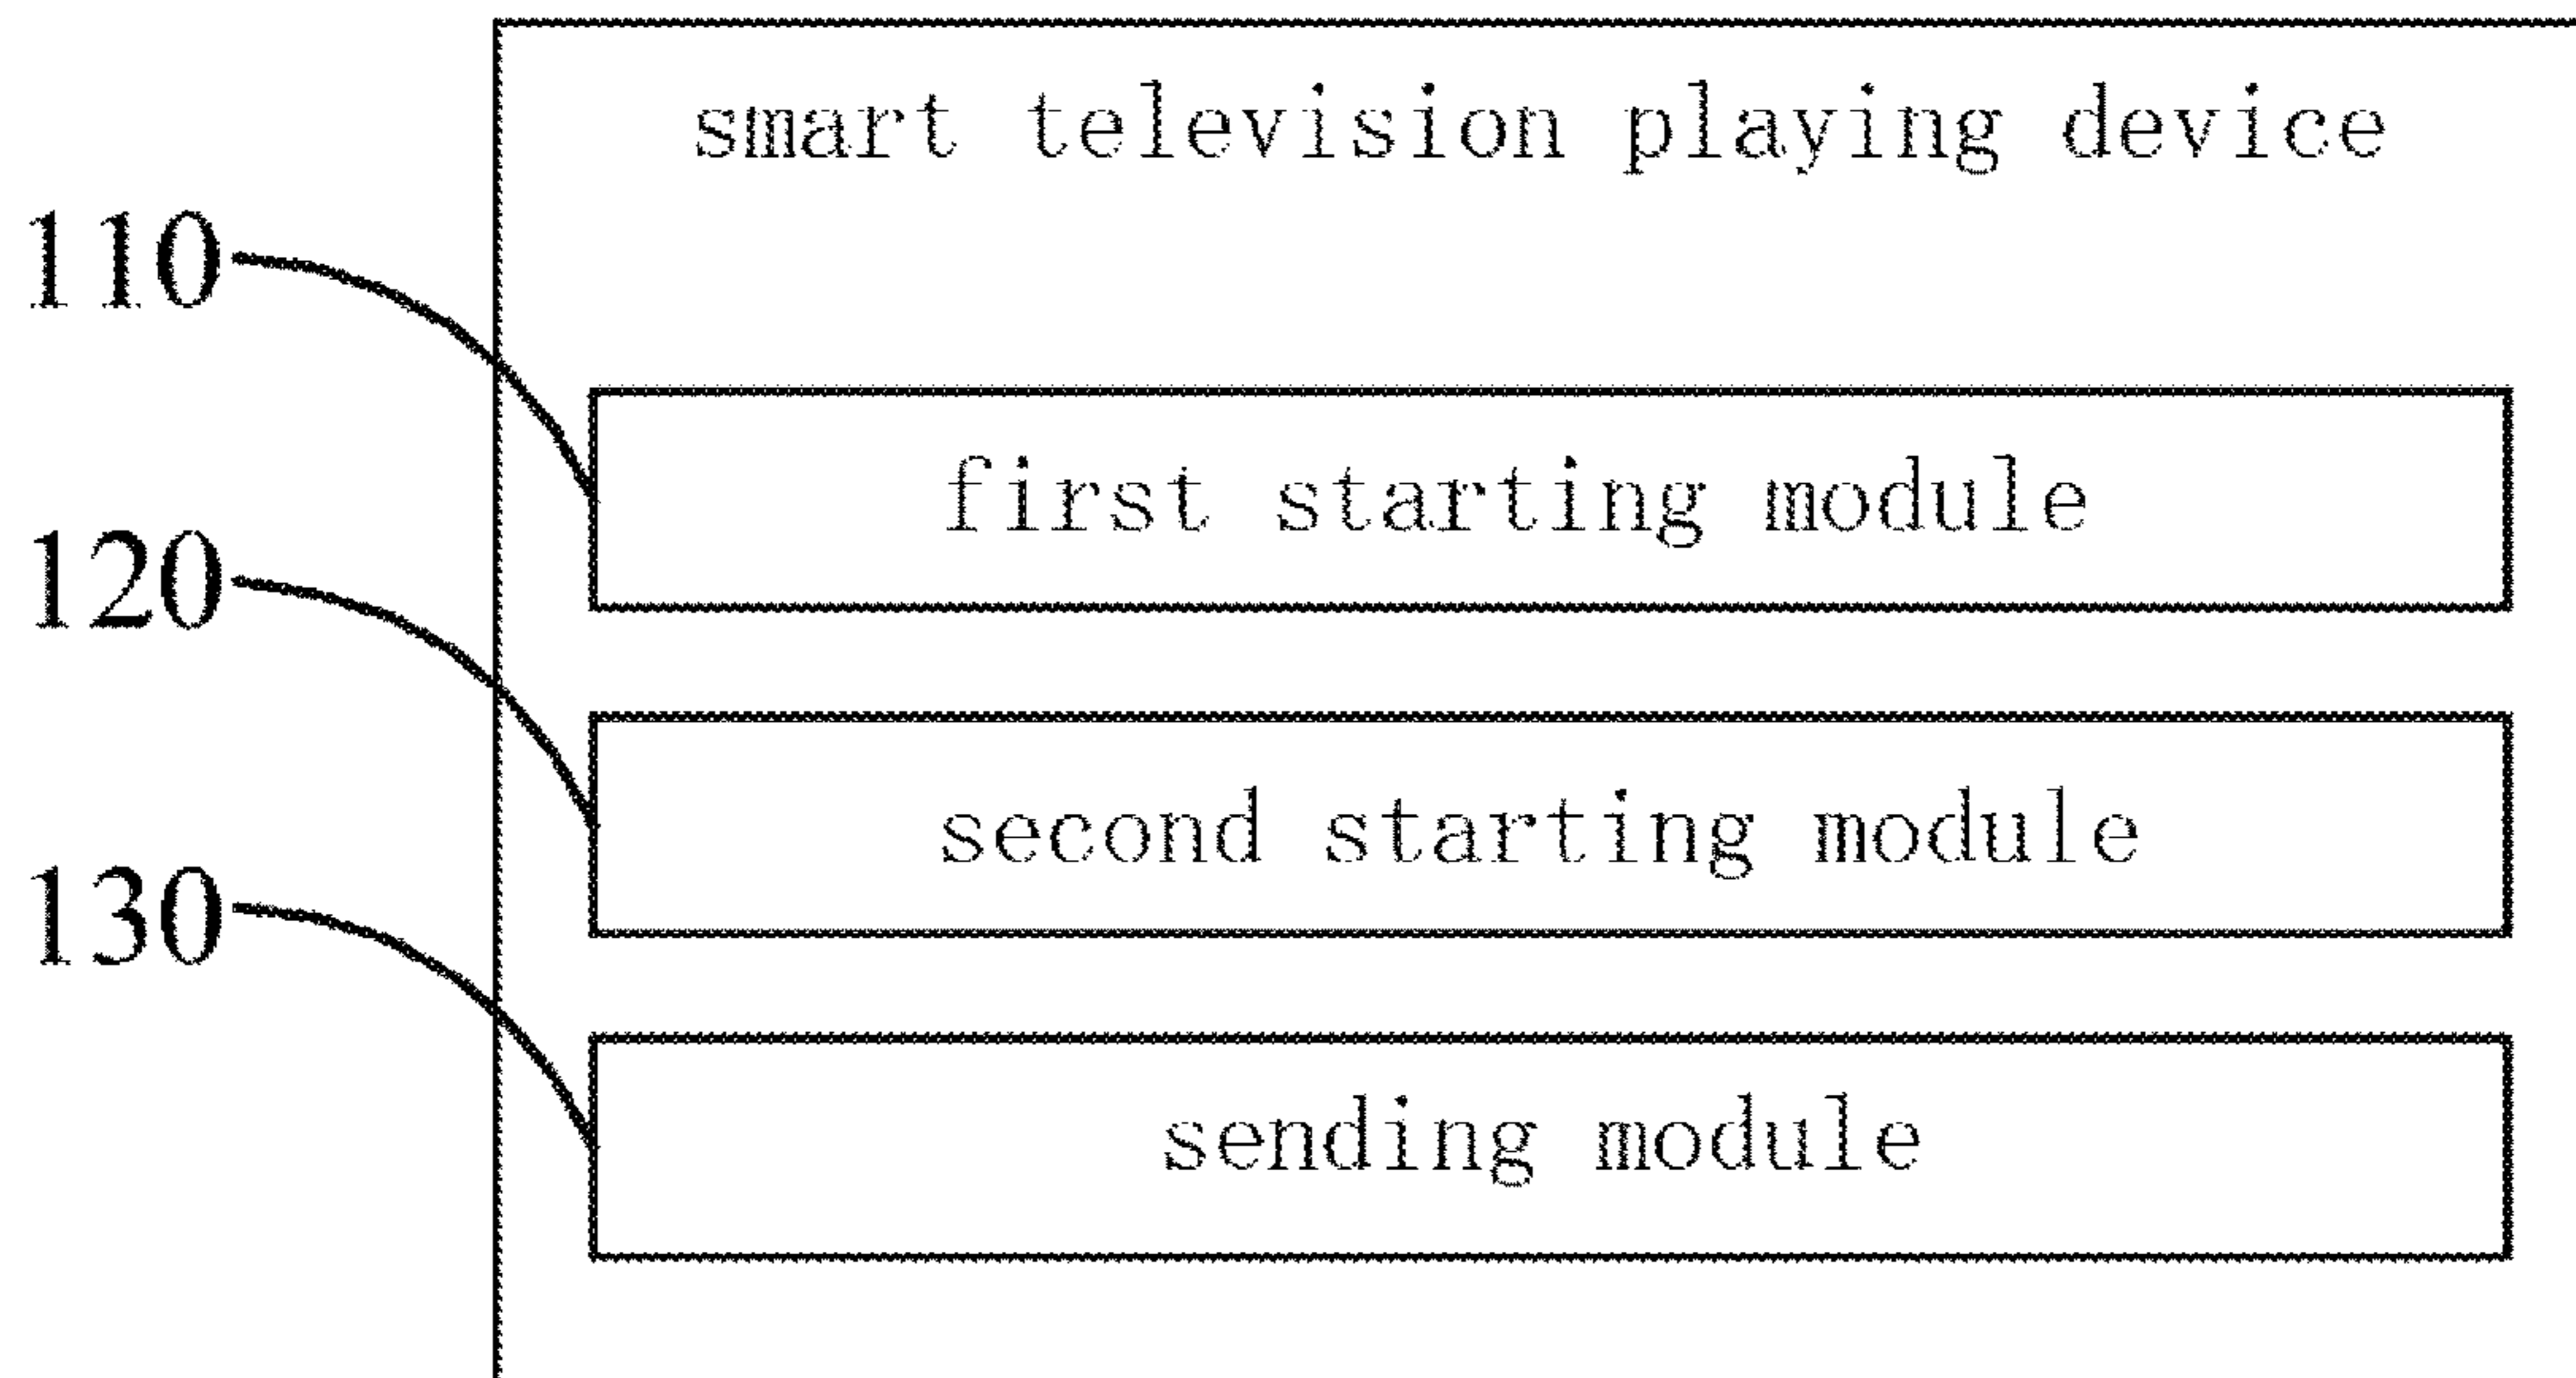 smart television playing device
110
first starting module
120
second starting module
130
sending module